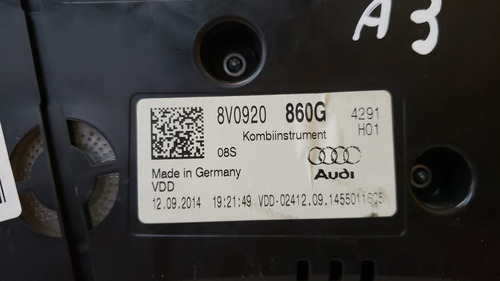 A3
8V0920 860G 4291
Kombiinstrument H01
08S
Made in Germany
VDD
Audi
12.09.2014 19:21:49 VDD-02412.09.1455011605